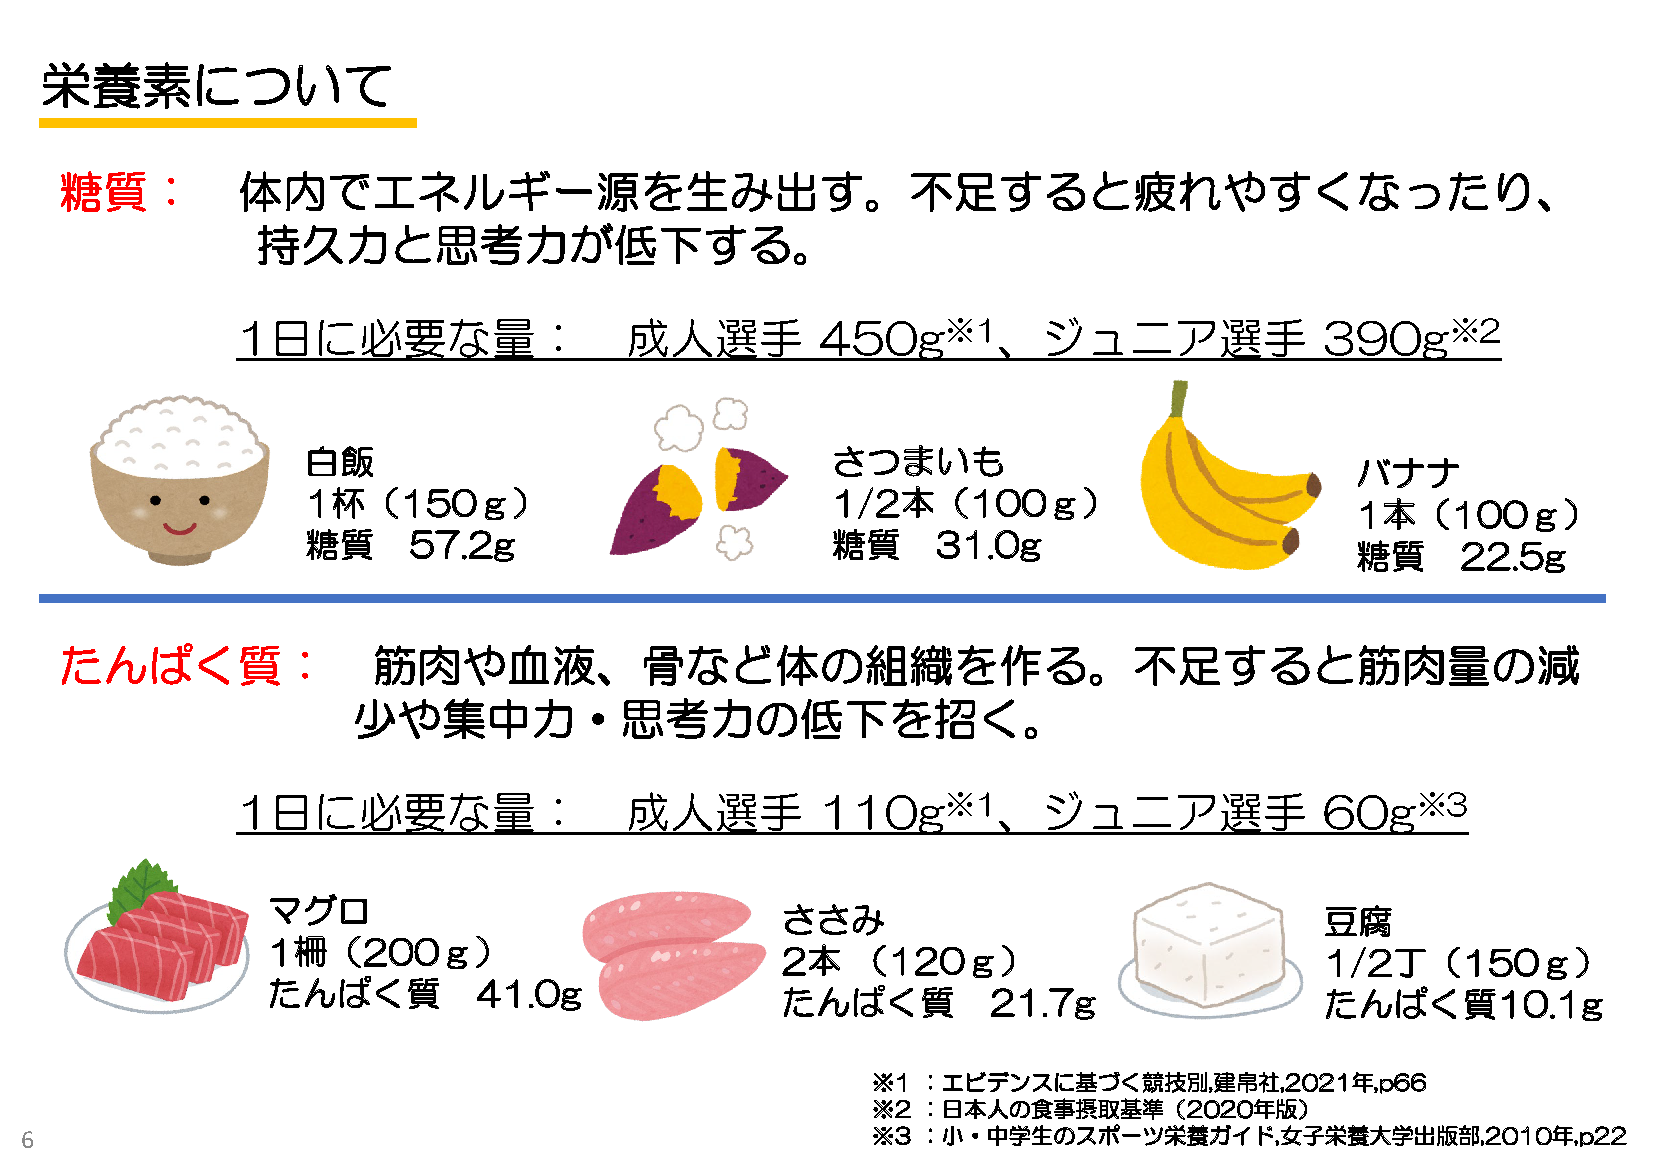 栄養素について
糖質：　体内でエネルギー源を生み出す。不足すると疲れやすくなったり、
持久力と思考力が低下する。
1日に必要な量：　成人選手 450g※1、ジュニア選手 390g※2
白飯
1杯（150ｇ）
糖質　57.2g
さつまいも
1/2本（100ｇ）
糖質　31.0g
バナナ
1本（100ｇ）
糖質　22.5g
たんぱく質：　筋肉や血液、骨など体の組織を作る。不足すると筋肉量の減
少や集中力・思考力の低下を招く。
1日に必要な量：　成人選手 110g※1、ジュニア選手 60g※3
マグロ
1柵（200ｇ）
たんぱく質　41.0g
ささみ
2本 （120ｇ）
たんぱく質　21.7g
豆腐
1/2丁（150ｇ）
たんぱく質10.1g
※1 ：エビデンスに基づく競技別,建帛社,2021年,p66
※2 ：日本人の食事摂取基準（2020年版）
※3 ：小・中学生のスポーツ栄養ガイド,女子栄養大学出版部,2010年,p22
6